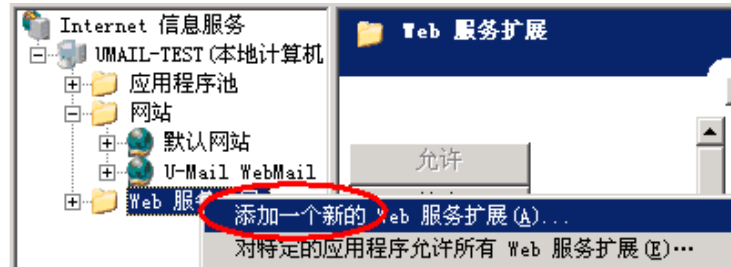 Internet 信息服务
UMAIL-TEST(本地计算机
应用程序池
网站
默认网站
U-Mail WebMail
Web 服
Web 服务扩展
允许
添加一个新的 Web 服务扩展(A)...
对特定的应用程序允许所有 Web 服务扩展(E)…